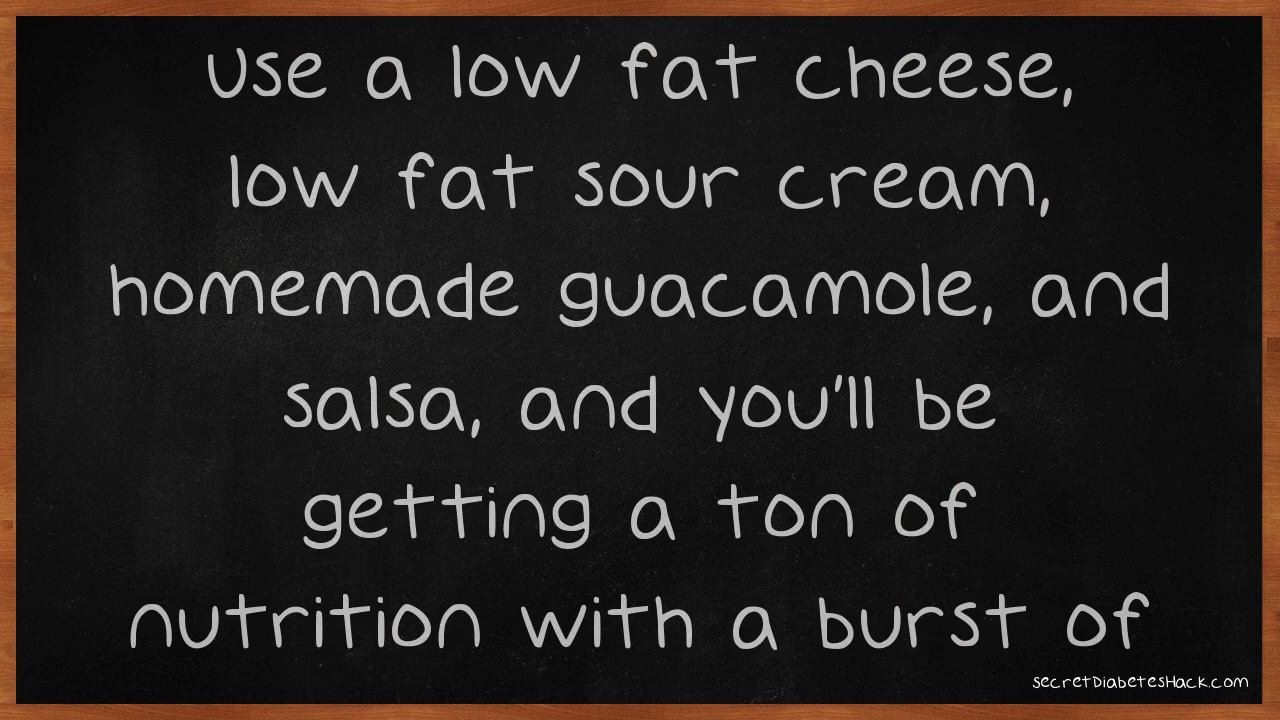 Use a low fat cheese,
low fat sour cream,
homemade guacamole, and
salsa, and you'll be
getting a ton of
nutrition with a burst of
secretDiabetesHack.com